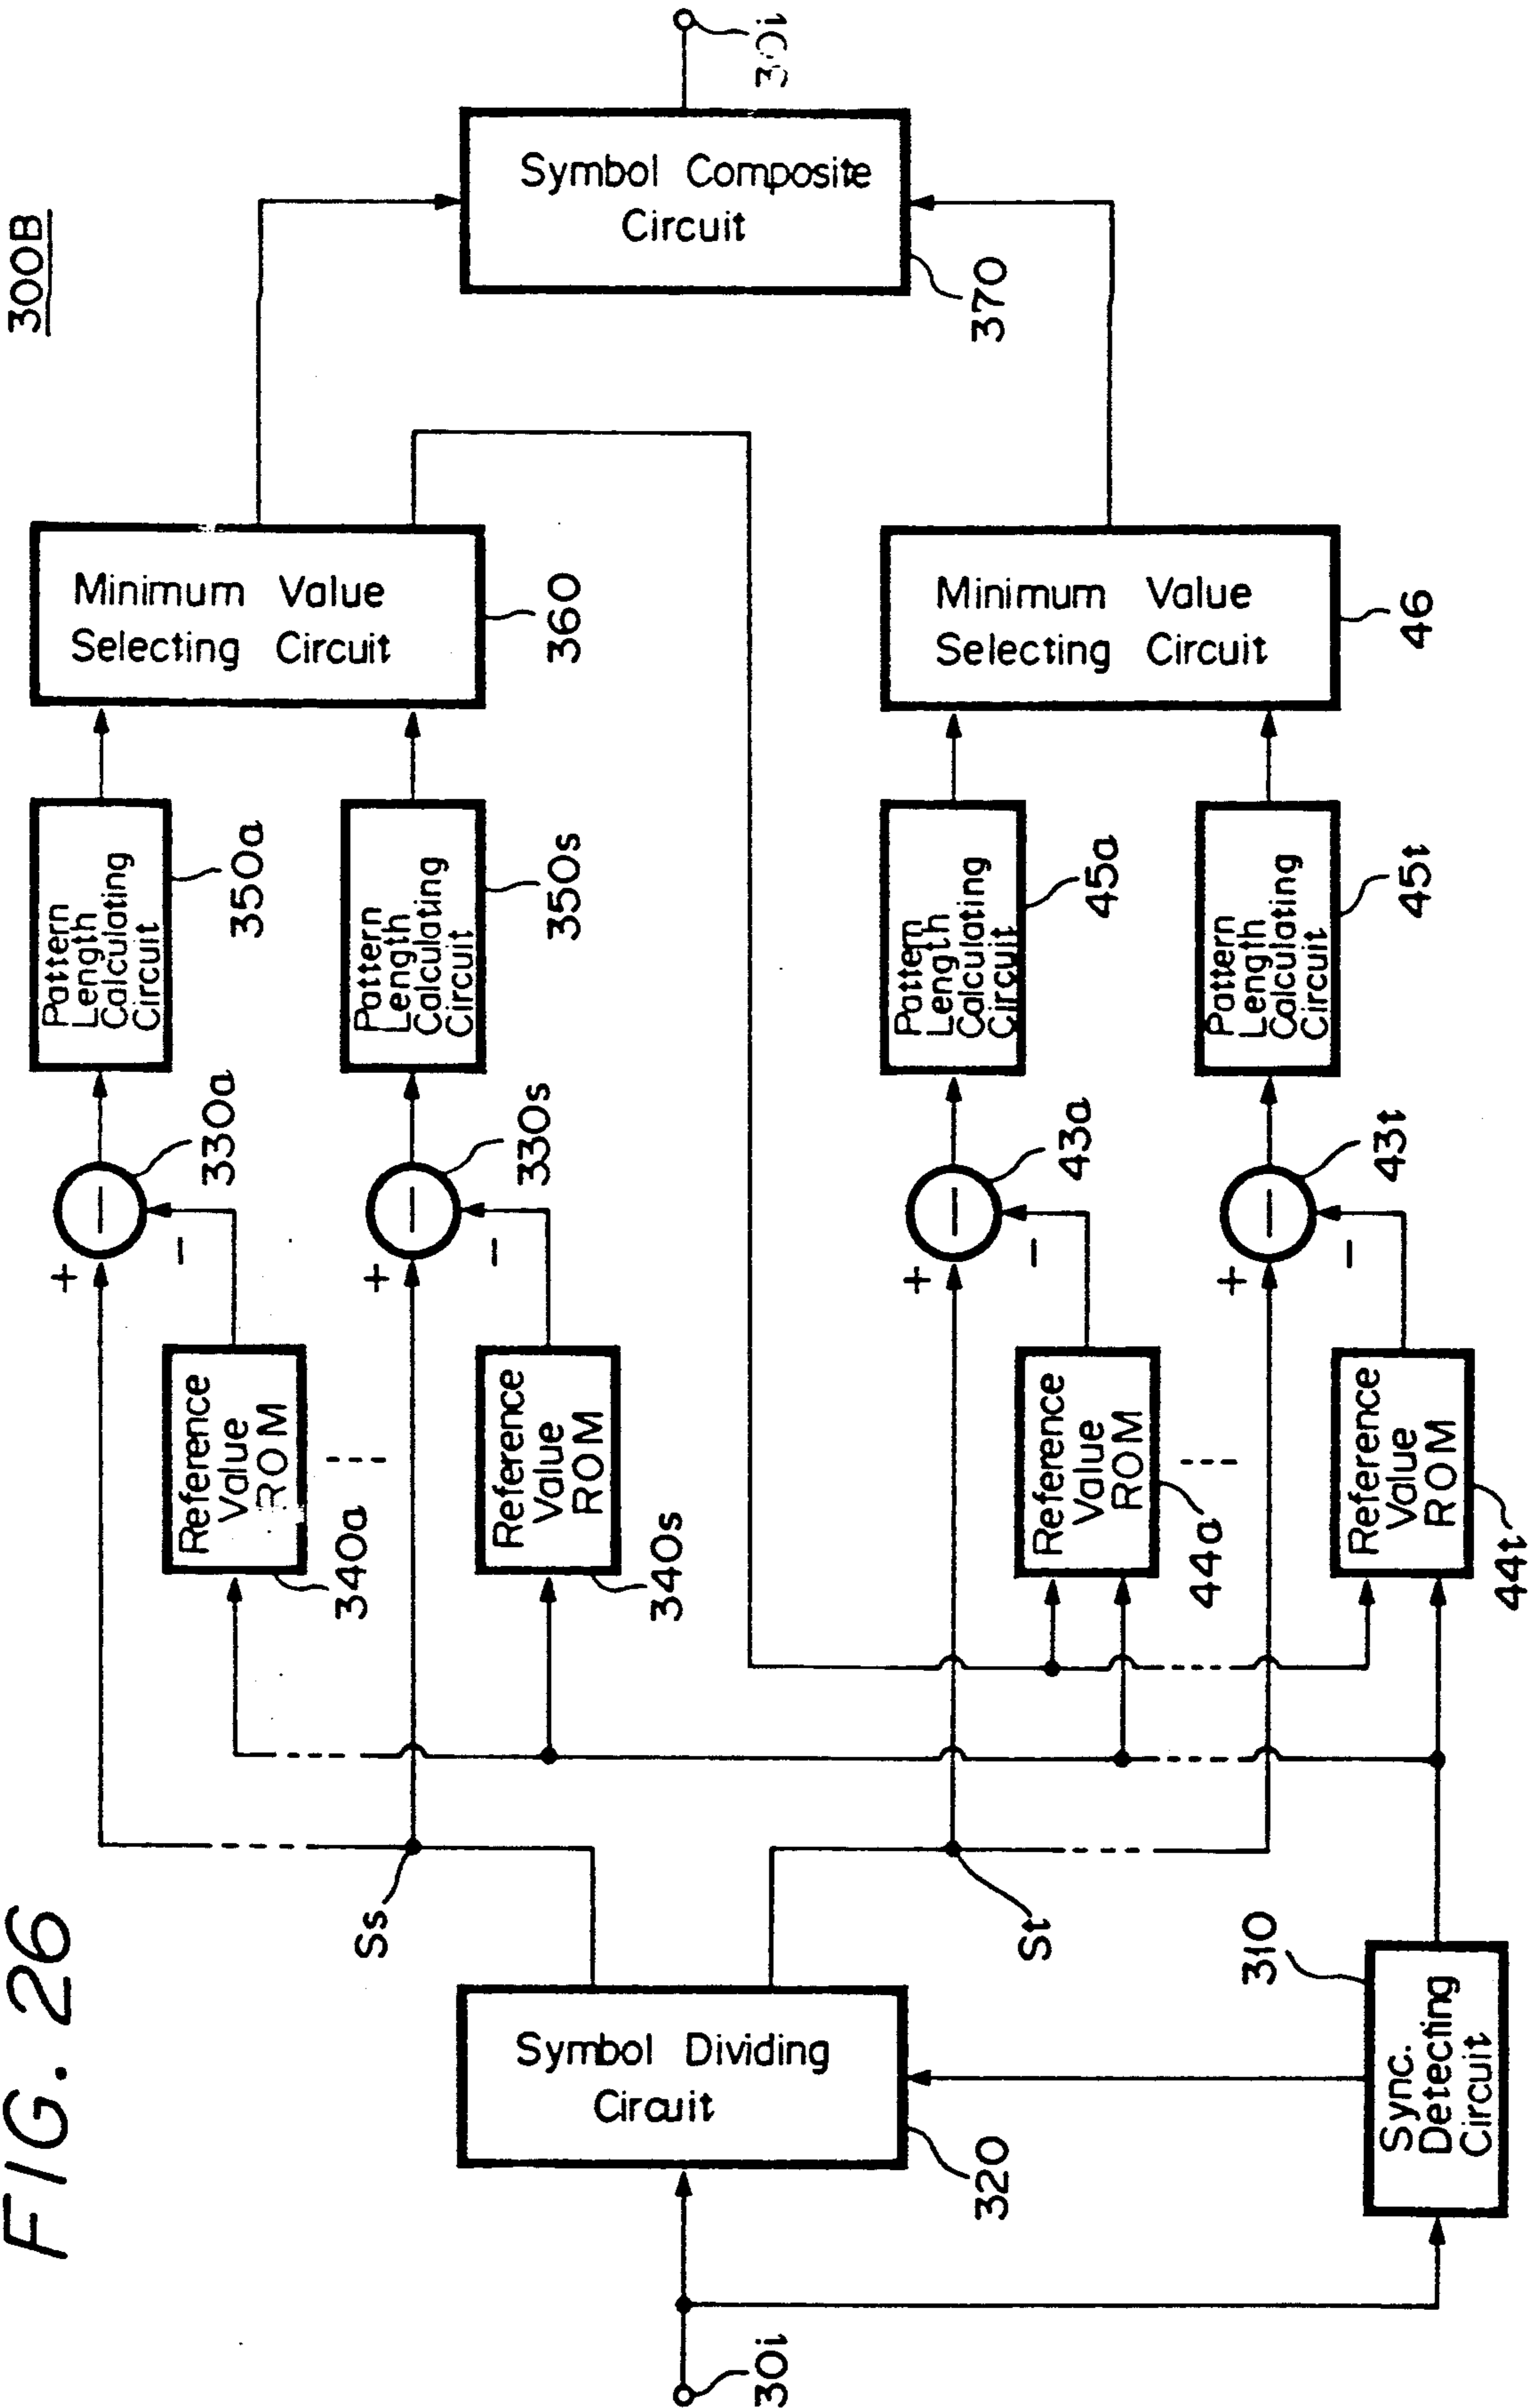 FIG. 26
300B
30i
Symbol Dividing
Circuit
320
Sync.
Detecting
Circuit
310
Ss
St
Reference
Value
ROM
340a
Reference
Value
ROM
340s
Reference
Value
ROM
44a
Reference
Value
ROM
44t
+
−
−
330a
+
−
−
330s
+
−
−
43a
+
−
−
43t
Pattern
Length
Calculating
Circuit
350a
Pattern
Length
Calculating
Circuit
350s
Pattern
Length
Calculating
Circuit
45a
Pattern
Length
Calculating
Circuit
45t
Minimum Value
Selecting Circuit
360
Minimum Value
Selecting Circuit
46
Symbol Composite
Circuit
370
30i